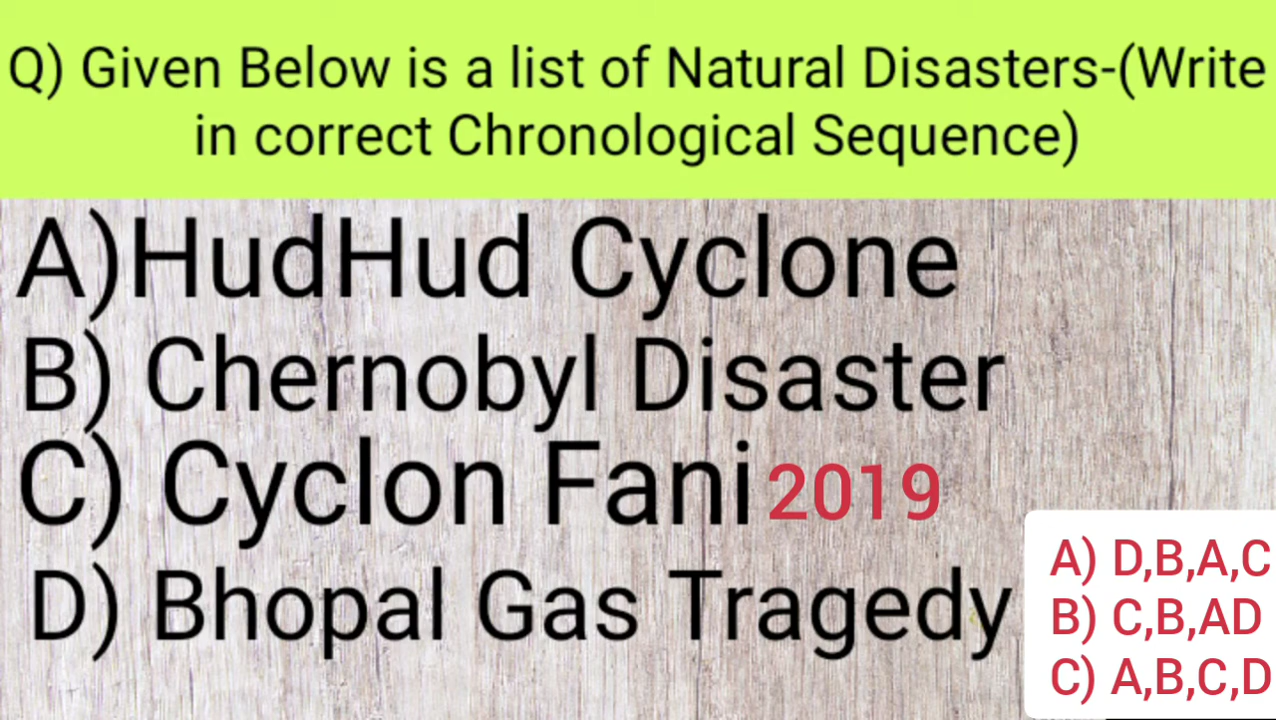 Q) Given Below is a list of Natural Disasters-(Write
in correct Chronological Sequence)
A)HudHud Cyclone
B) Chernobyl Disaster
C) Cyclon Fani 2019
D) Bhopal Gas Tragedy
A) D,B,A,C
B) C,B,AD
C) A,B,C,D